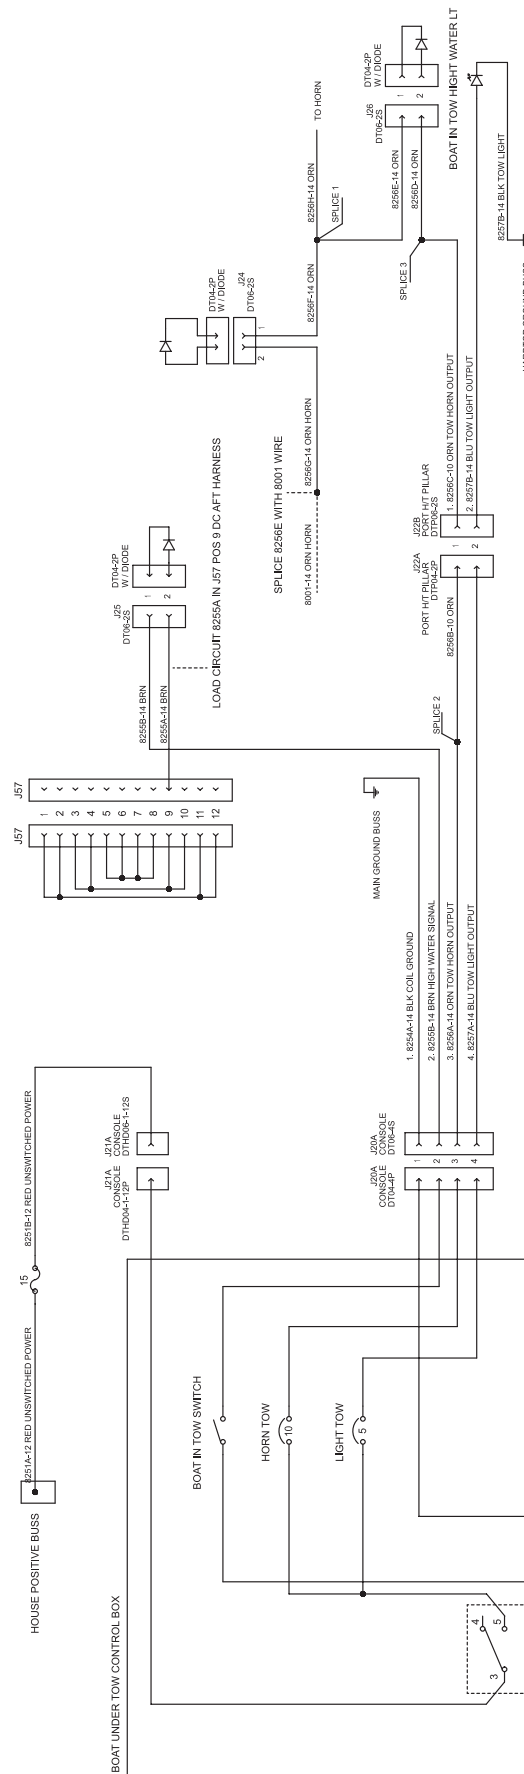 HOUSE POSITIVE BUSS
8251A-12 RED UNSWITCHED POWER
15
8251B-12 RED UNSWITCHED POWER
BOAT UNDER TOW CONTROL BOX
J21A
CONSOLE
DTHD04-1-12P
J21A
CONSOLE
DTHD06-1-12S
BOAT IN TOW SWITCH
HORN TOW
10
LIGHT TOW
5
3
4
5
J20A
CONSOLE
DT04-4P
1
2
3
4
J20A
CONSOLE
DT06-4S
1. 8254A-14 BLK COIL GROUND
2. 8255B-14 BRN HIGH WATER SIGNAL
3. 8256A-14 ORN TOW HORN OUTPUT
4. 8257A-14 BLU TOW LIGHT OUTPUT
MAIN GROUND BUSS
J57
1
2
3
4
5
6
7
8
9
10
11
12
J57
8255B-14 BRN
8255A-14 BRN
J25
DT06-2S
1
2
DT04-2P
W / DIODE
LOAD CIRCUIT 8255A IN J57 POS 9 DC AFT HARNESS
SPLICE 2
8256B-10 ORN
J22A
PORT H/T PILLAR
DTP04-2P
1
2
J22B
PORT H/T PILLAR
DTP06-2S
1. 8256C-10 ORN TOW HORN OUTPUT
2. 8257B-14 BLU TOW LIGHT OUTPUT
8001-14 ORN HORN
SPLICE 8256E WITH 8001 WIRE
8256G-14 ORN HORN
DT04-2P
W / DIODE
J24
DT06-2S
1
2
8256F-14 ORN
8256H-14 ORN
TO HORN
SPLICE 1
SPLICE 3
8256E-14 ORN
8256D-14 ORN
J26
DT06-2S
1
2
DT04-2P
W / DIODE
BOAT IN TOW HIGHT WATER LT
8257B-14 BLK TOW LIGHT